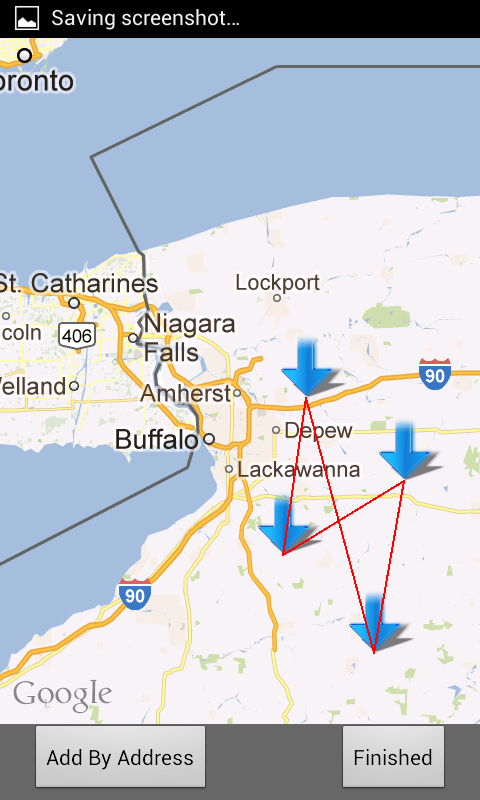 Saving screenshot...
oronto
St. Catharines
Lockport
coln
406
Niagara
Falls
90
Welland
Amherst
Buffalo
Depew
Lackawanna
90
Google
Add By Address
Finished